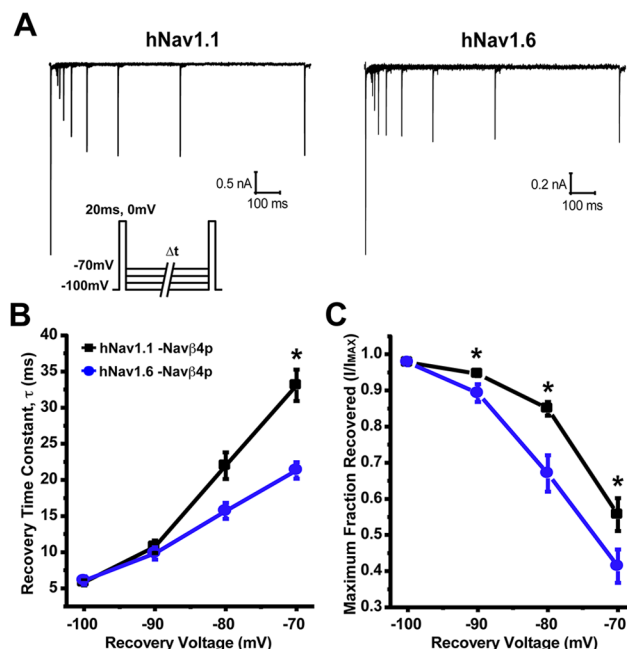 A
hNav1.1
hNav1.6
0.5 nA
100 ms
0.2 nA
100 ms
20ms, 0mV
Δt
-70mV
-100mV
B
hNav1.1 -Navβ4p
hNav1.6 -Navβ4p
*
Recovery Time Constant, τ (ms)
40
35
30
25
20
15
10
5
-100
-90
-80
-70
Recovery Voltage (mV)
C
*
*
*
Maximum Fraction Recovered (I/IMAX)
1.0
0.9
0.8
0.7
0.6
0.5
0.4
0.3
-100
-90
-80
-70
Recovery Voltage (mV)